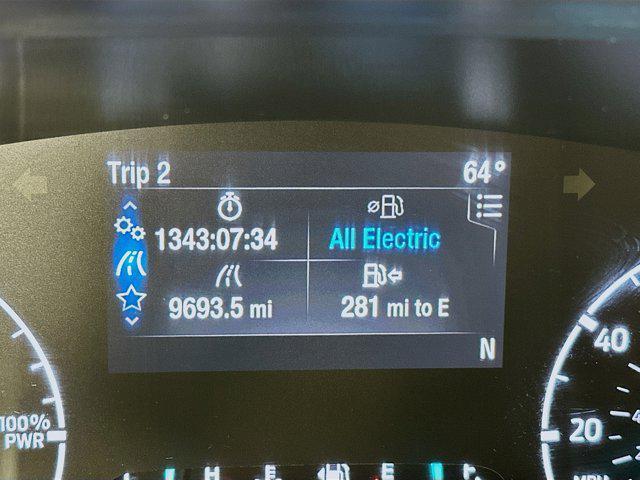 Trip 2 64°
1343:07:34 All Electric
9693.5 mi 281 mi to E
N
100%
PWR
40
20
H E E